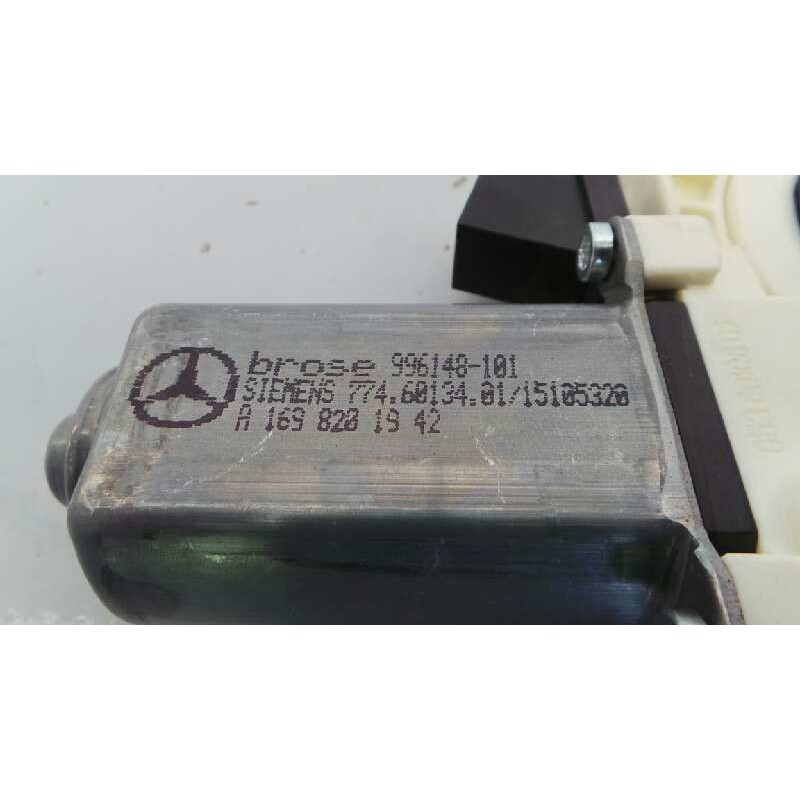 brose 996148-101
SIEMENS 774.60134.01/15105320
A 169 820 19 42